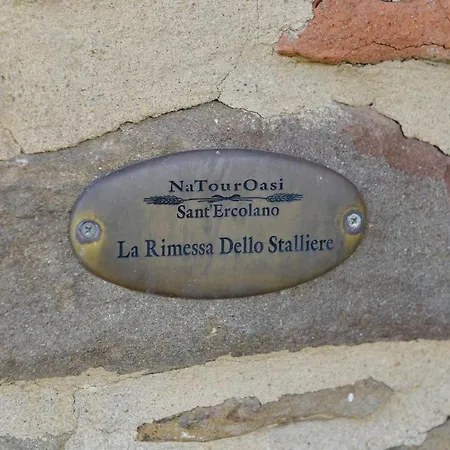 NaTourOasi
Sant'Ercolano
La Rimessa Dello Stalliere